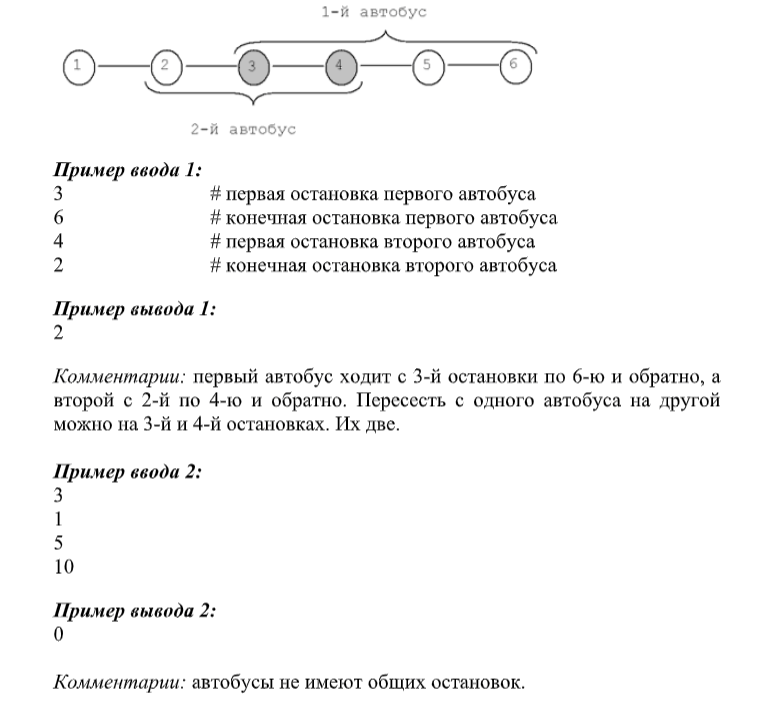 1-й автобус
1 2 3 4 5 6
2-й автобус
Пример ввода 1:
3 # первая остановка первого автобуса
6 # конечная остановка первого автобуса
4 # первая остановка второго автобуса
2 # конечная остановка второго автобуса
Пример вывода 1:
2
Комментарии: первый автобус ходит с 3-й остановки по 6-ю и обратно, а
второй с 2-й по 4-ю и обратно. Пересесть с одного автобуса на другой
можно на 3-й и 4-й остановках. Их две.
Пример ввода 2:
3
1
5
10
Пример вывода 2:
0
Комментарии: автобусы не имеют общих остановок.